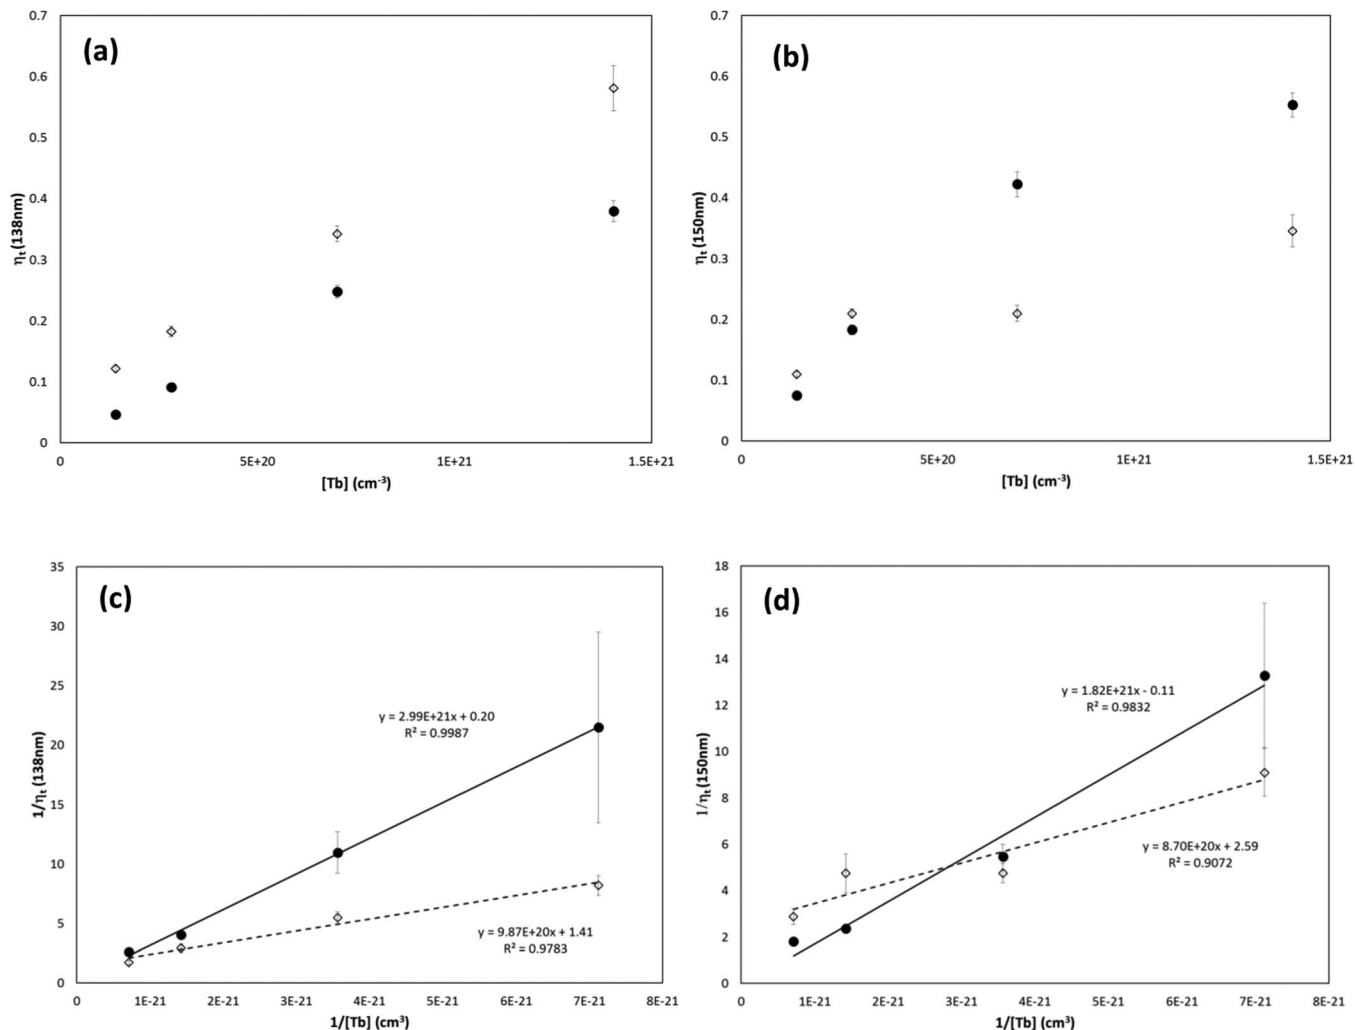 (a)
0.7
0.6
0.5
0.4
0.3
0.2
0.1
0
ηt (138nm)
0 5E+20 1E+21 1.5E+21
[Tb] (cm-3)
(b)
0.7
0.6
0.5
0.4
0.3
0.2
0.1
0
ηt (150nm)
0 5E+20 1E+21 1.5E+21
[Tb] (cm-3)
(c)
35
30
25
20
15
10
5
0
1/ηt (138nm)
y = 2.99E+21x + 0.20
R² = 0.9987
y = 9.87E+20x + 1.41
R² = 0.9783
0 1E-21 2E-21 3E-21 4E-21 5E-21 6E-21 7E-21 8E-21
1/[Tb] (cm3)
(d)
18
16
14
12
10
8
6
4
2
0
1/ηt (150nm)
y = 1.82E+21x - 0.11
R² = 0.9832
y = 8.70E+20x + 2.59
R² = 0.9072
0 1E-21 2E-21 3E-21 4E-21 5E-21 6E-21 7E-21 8E-21
1/[Tb] (cm3)